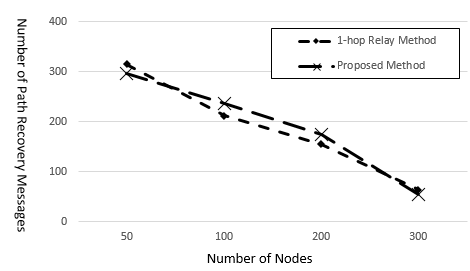 Number of Path Recovery Messages
400
300
200
100
0
1-hop Relay Method
Proposed Method
50 100 200 300
Number of Nodes